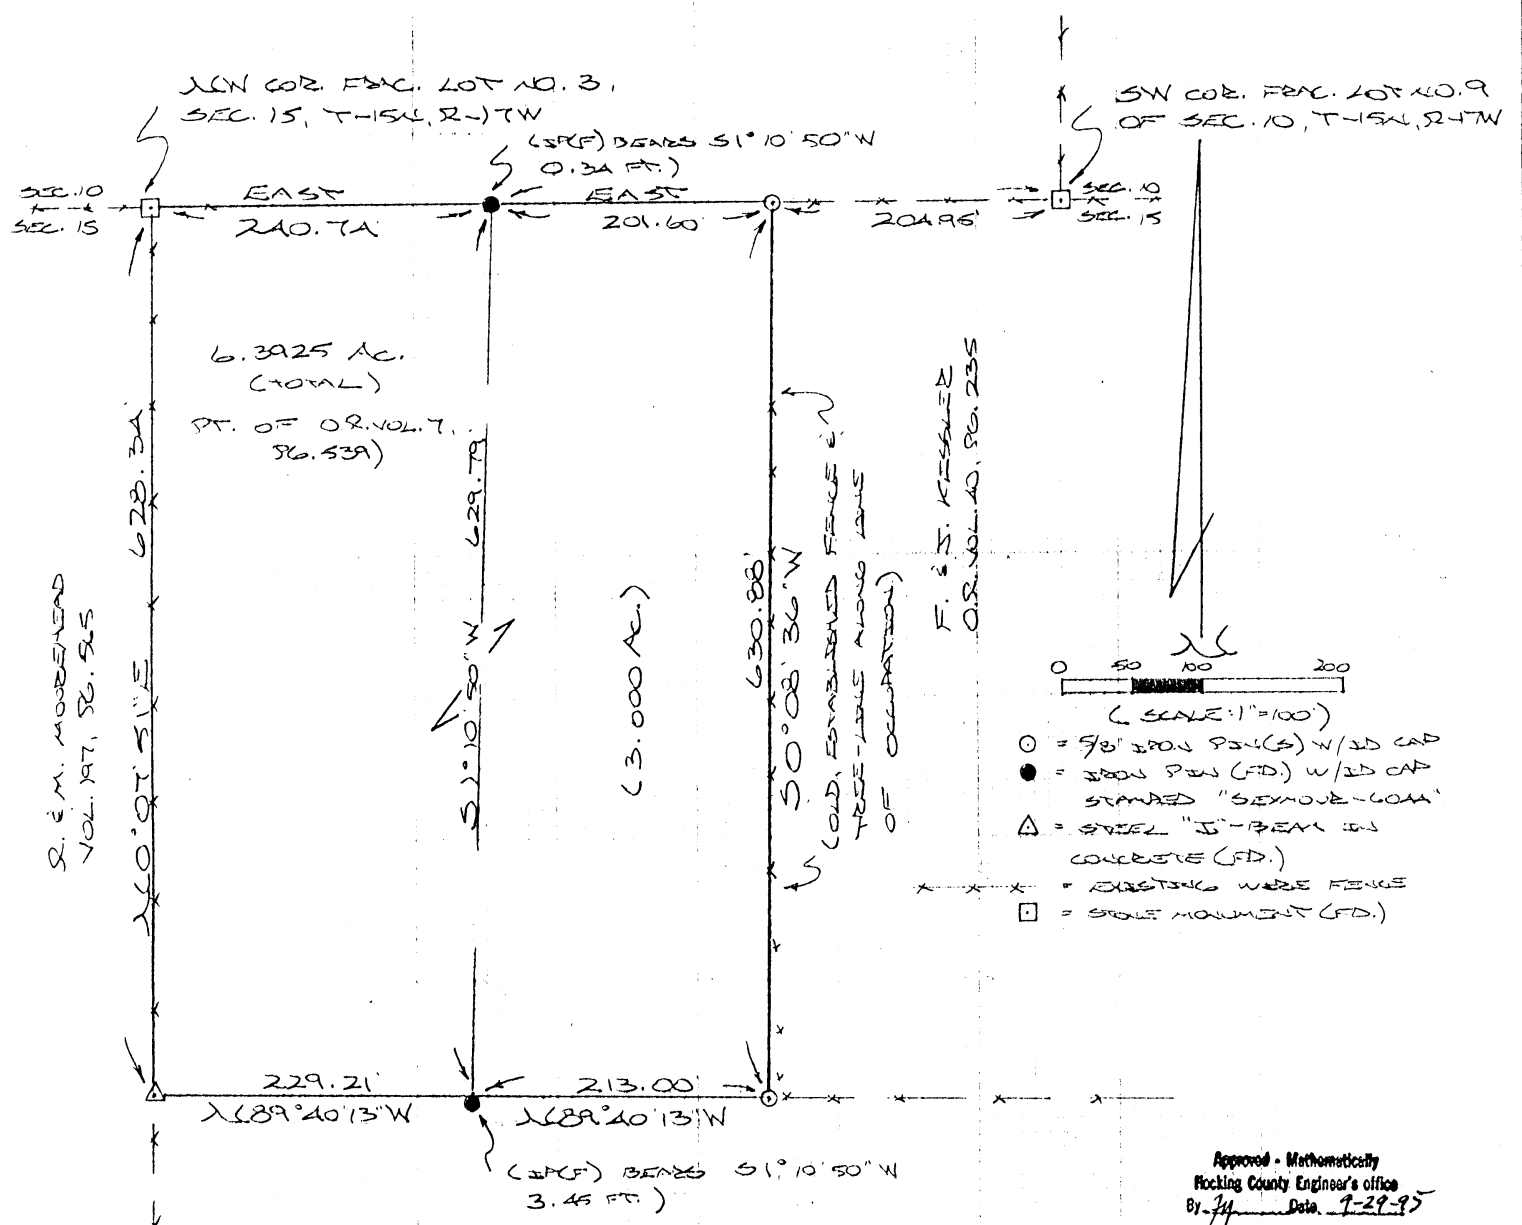 NW COR. FRAC. LOT NO. 3,
SEC. 15, T-15N, R-17W
(IP(F) BEARS S1°10'50"W
0.34 FT.)
SW COR. FRAC. LOT NO. 9
OF SEC. 10, T-15N, R-17W
SEC. 10
SEC. 15
EAST
240.74'
EAST
201.60'
204.95'
SEC. 10
SEC. 15
6.3925 AC.
(TOTAL)
PT. OF O.R. VOL. 7,
PG. 539)
R. & M. MOOREHEAD
VOL. 197, PG. 565
N0°07'51"E 628.34'
S1°10'50"W 629.79
(3.000 AC.)
630.88'
S0°08'36"W
(OLD, ESTABLISHED FENCE &
TREE-LINE ALONG LINE
OF OCCUPATION)
F. & J. KESSLER
O.R. VOL. 40, PG. 235
N
0 50 100 200
( SCALE: 1"=100')
= 5/8" IRON PIN(S) W/ID CAP
= IRON PIN (FD.) W/ID CAP
STAMPED "SEYMOUR-6044"
= STEEL "I"-BEAM IN
CONCRETE (FD.)
= EXISTING WIRE FENCE
= STONE MONUMENT (FD.)
229.21'
N89°40'13"W
213.00'
N89°40'13"W
(IP(F) BEARS S1°10'50"W
3.45 FT.)
Approved - Mathematically
Hocking County Engineer's office
By Date 9-29-95